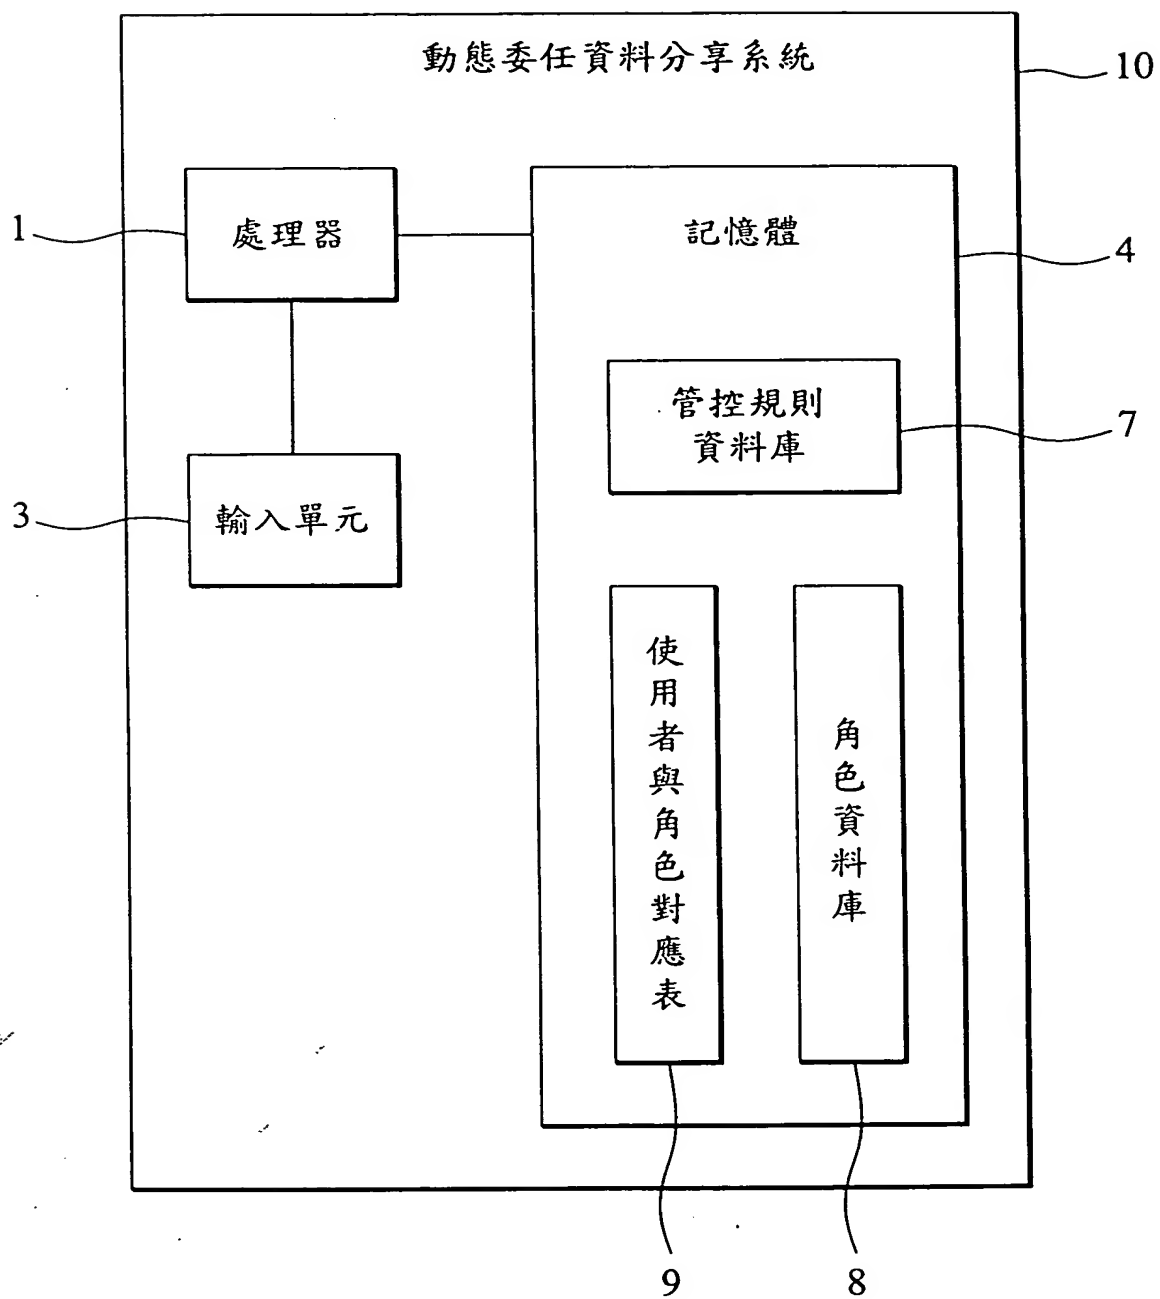 動態委任資料分享系統
10
1
處理器
記憶體
4
管控規則
資料庫
7
3
輸入單元
使用者與角色對應表
角色資料庫
9
8